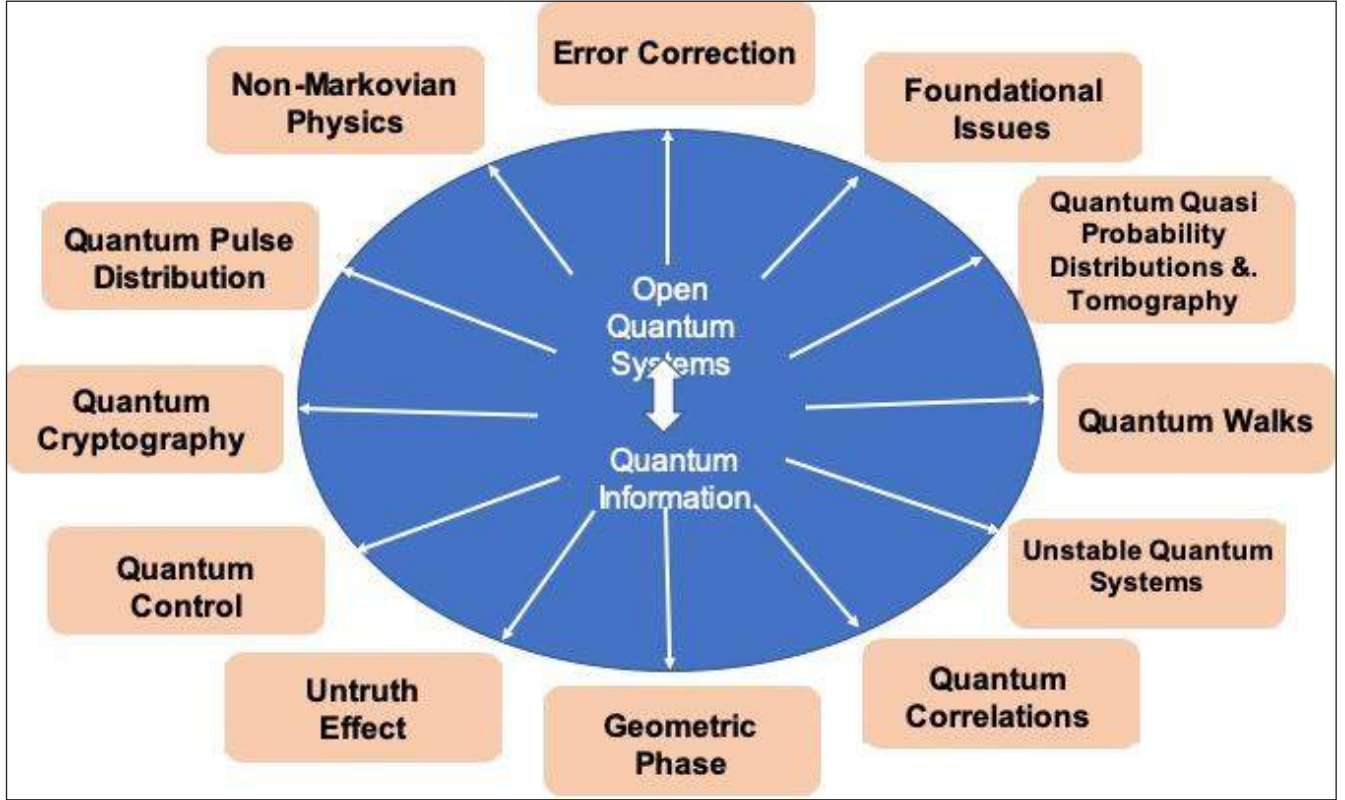 Error Correction
Non-Markovian
Physics
Foundational
Issues
Quantum Quasi
Probability
Distributions &.
Tomography
Quantum Pulse
Distribution
Open
Quantum
Systems
Quantum
Cryptography
Quantum Walks
Quantum
Information
Unstable Quantum
Systems
Quantum
Control
Untruth
Effect
Geometric
Phase
Quantum
Correlations